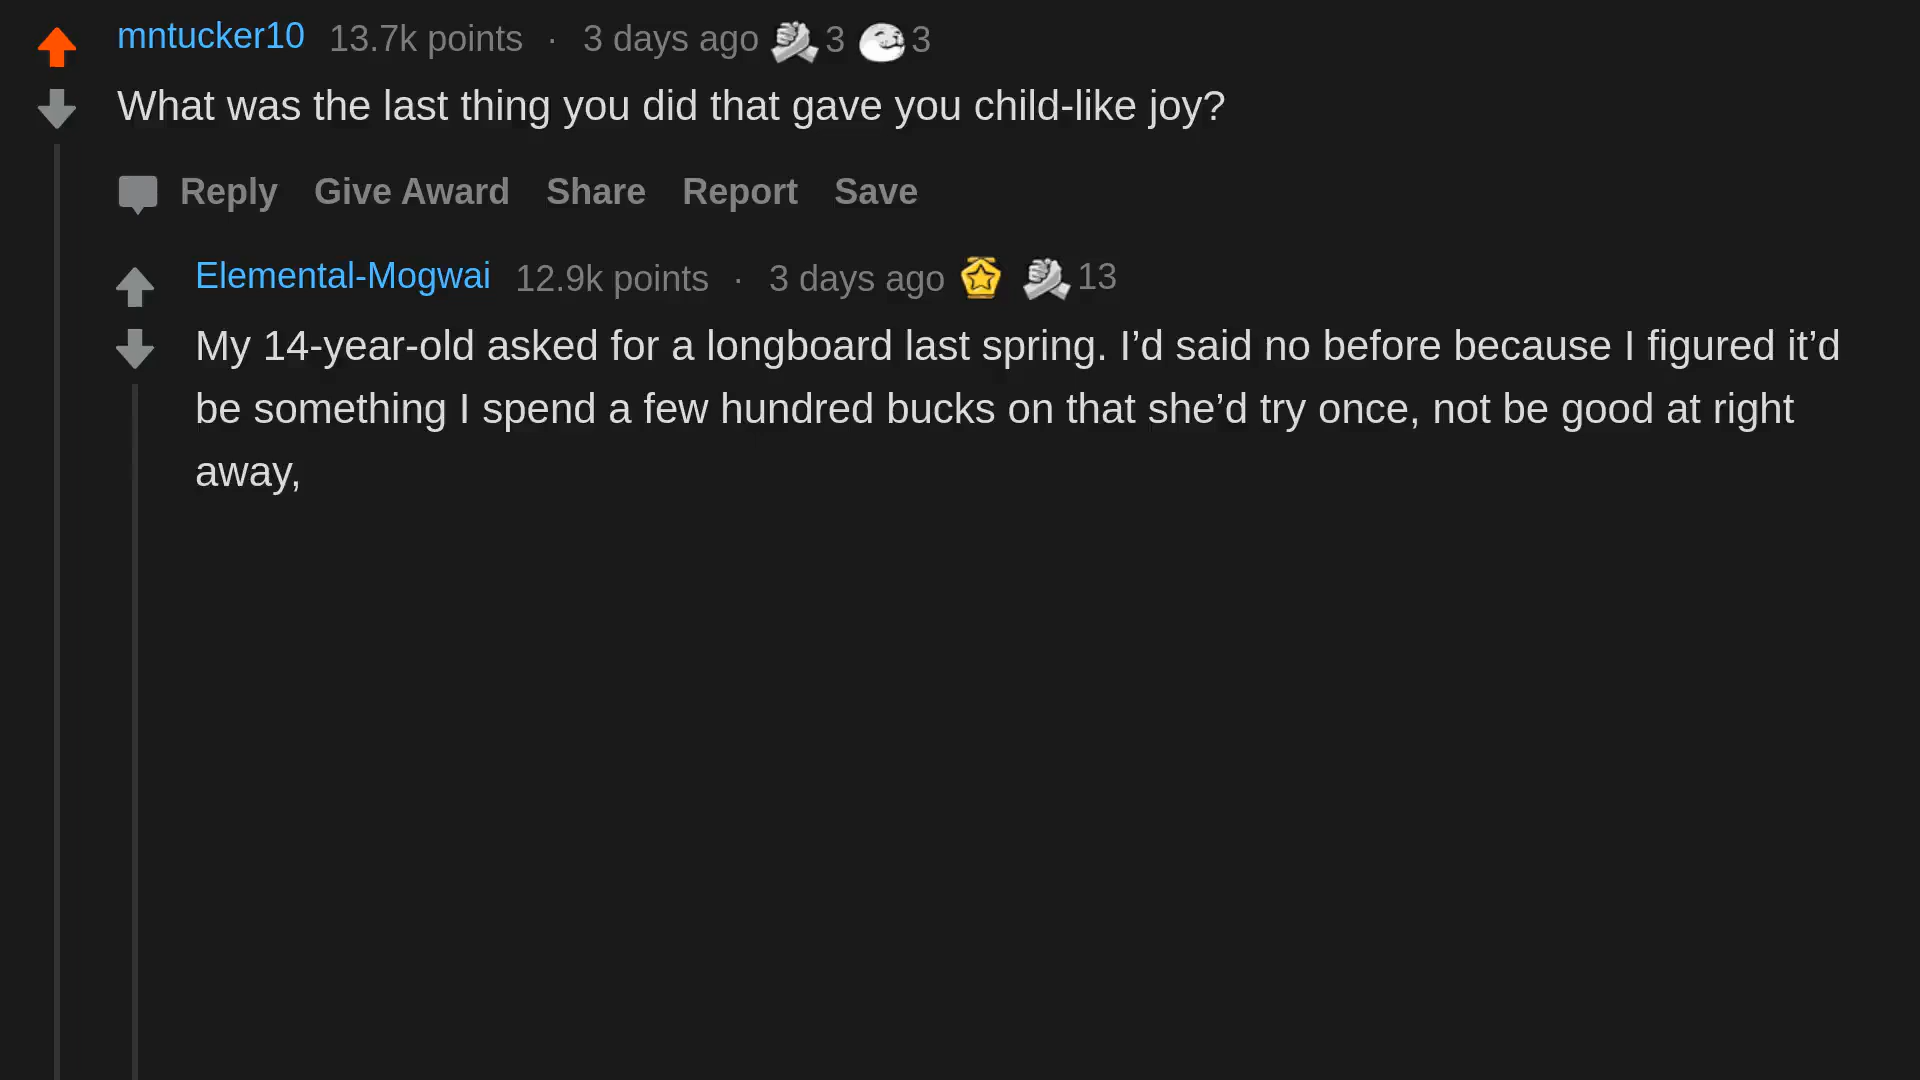 mntucker10 13.7k points · 3 days ago 3 3
What was the last thing you did that gave you child-like joy?
Reply Give Award Share Report Save
Elemental-Mogwai 12.9k points · 3 days ago 13
My 14-year-old asked for a longboard last spring. I’d said no before because I figured it’d
be something I spend a few hundred bucks on that she’d try once, not be good at right
away,